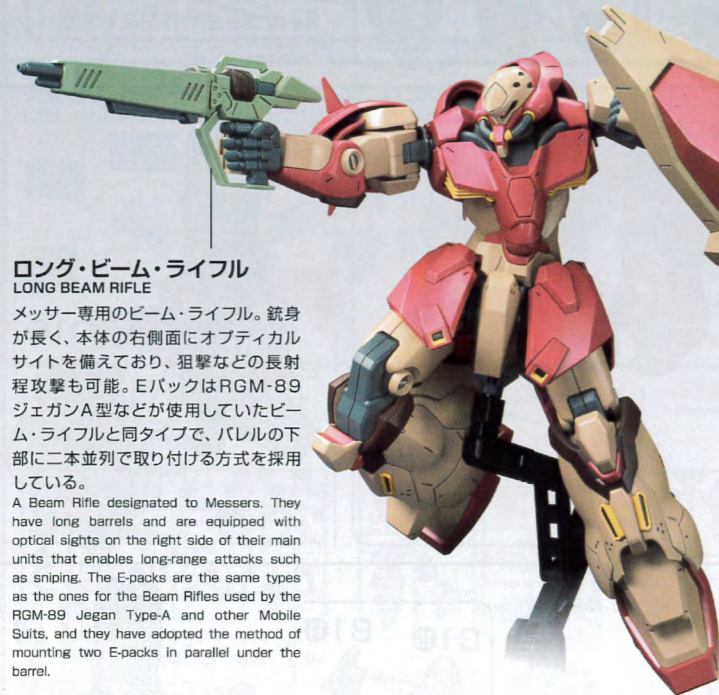 ロング・ビーム・ライフル
LONG BEAM RIFLE
メッサー専用のビーム・ライフル。銃身
が長く、本体の右側面にオプティカル
サイトを備えており、狙撃などの長射
程攻撃も可能。EパックはRGM-89
ジェガンA型などが使用していたビー
ム・ライフルと同タイプで、バレルの下
部に二本並列で取り付ける方式を採用
している。
A Beam Rifle designated to Messers. They
have long barrels and are equipped with
optical sights on the right side of their main
units that enables long-range attacks such
as sniping. The E-packs are the same types
as the ones for the Beam Rifles used by the
RGM-89 Jegan Type-A and other Mobile
Suits, and they have adopted the method of
mounting two E-packs in parallel under the
barrel.